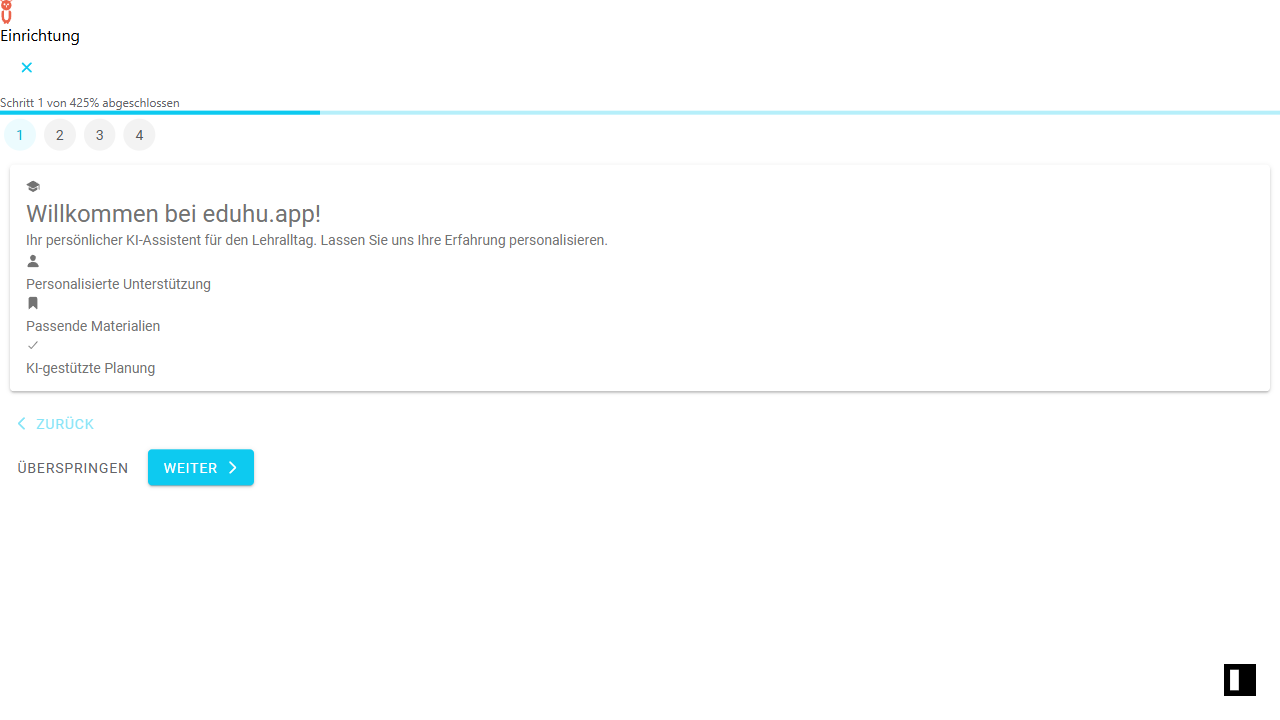 Einrichtung
Schritt 1 von 425% abgeschlossen
1 2 3 4
Willkommen bei eduhu.app!
Ihr persönlicher KI-Assistent für den Lehralltag. Lassen Sie uns Ihre Erfahrung personalisieren.
Personalisierte Unterstützung
Passende Materialien
KI-gestützte Planung
ZURÜCK
ÜBERSPRINGEN WEITER